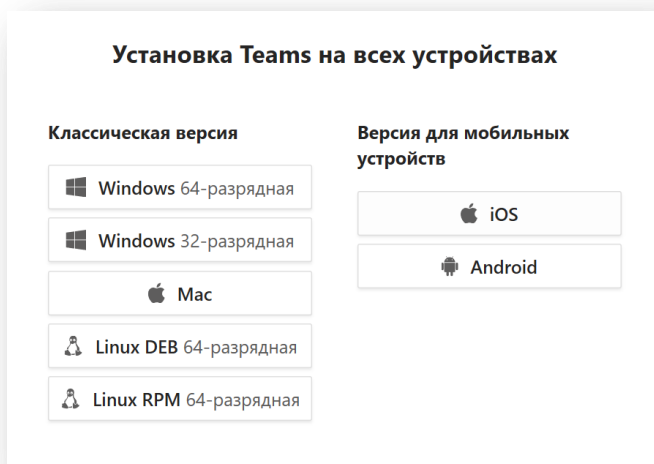 Установка Teams на всех устройствах
Классическая версия
Windows 64-разрядная
Windows 32-разрядная
Mac
Linux DEB 64-разрядная
Linux RPM 64-разрядная
Версия для мобильных
устройств
iOS
Android